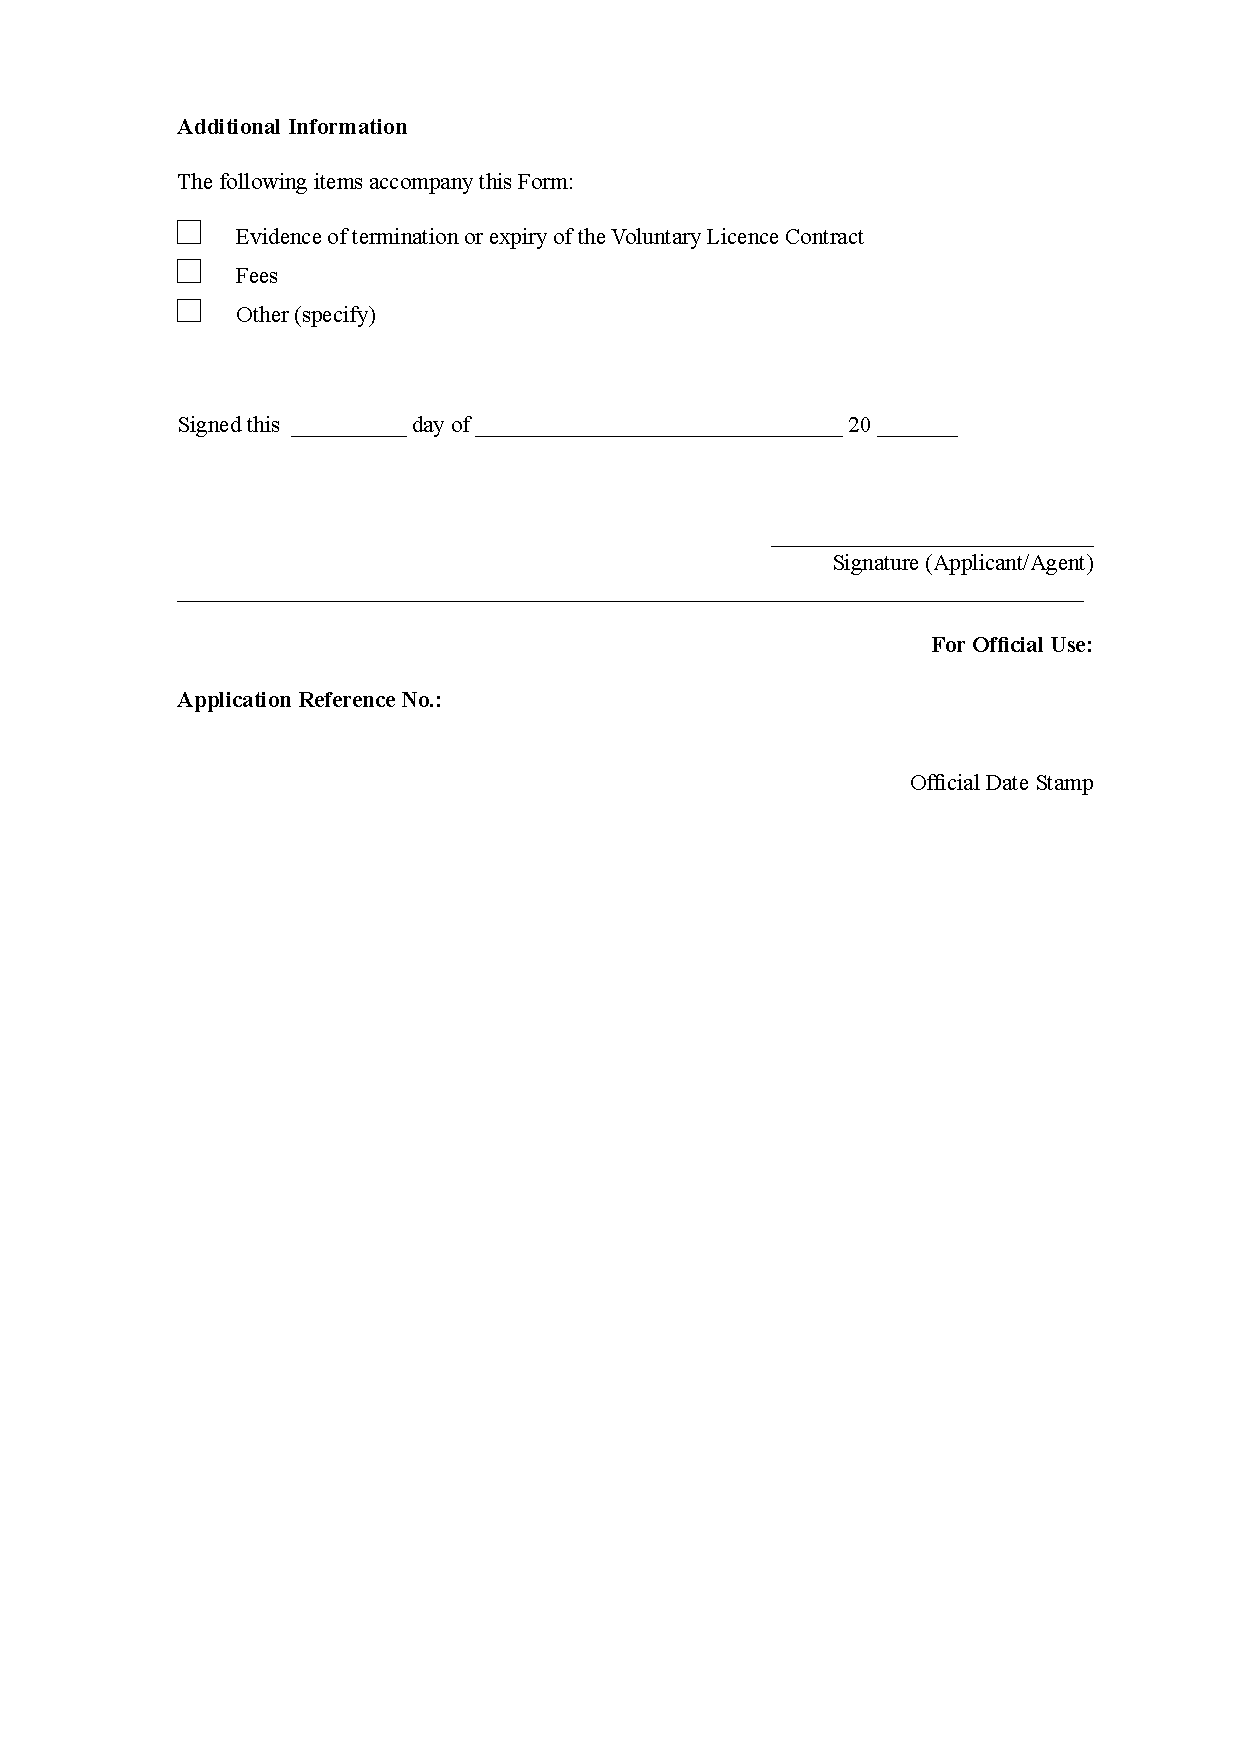 Additional Information
The following items accompany this Form:
Evidence of termination or expiry of the Voluntary Licence Contract
Fees
Other (specify)
Signed this __________ day of ________________________________ 20 _______
____________________________
Signature (Applicant/Agent)
_______________________________________________________________________________
For Official Use:
Application Reference No.:
Official Date Stamp